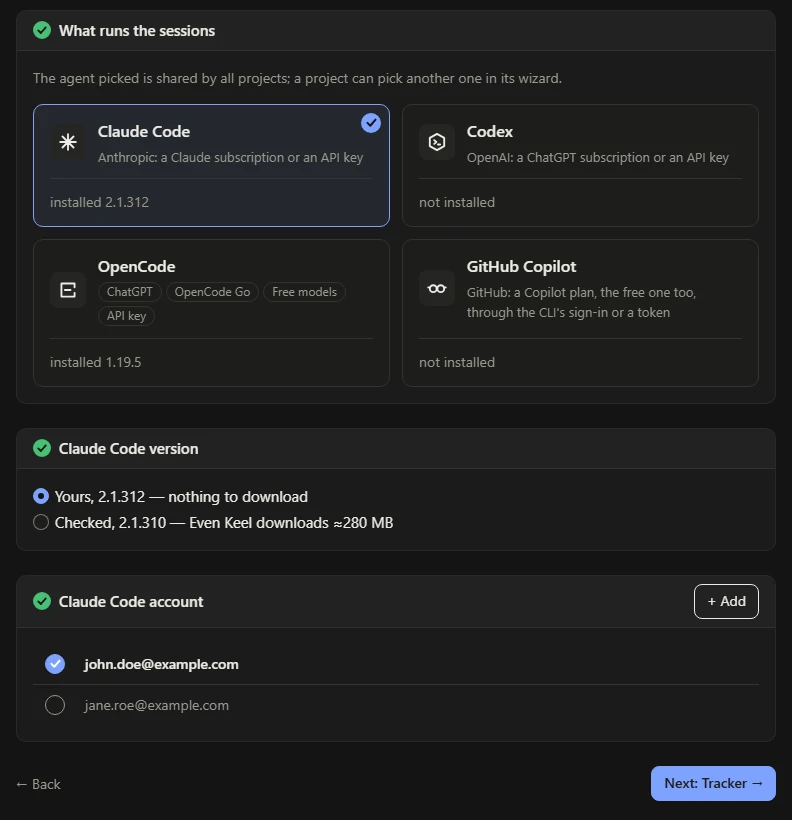 What runs the sessions
The agent picked is shared by all projects; a project can pick another one in its wizard.
Claude Code
Anthropic: a Claude subscription or an API key
installed 2.1.312
Codex
OpenAI: a ChatGPT subscription or an API key
not installed
OpenCode
ChatGPT
OpenCode Go
Free models
API key
installed 1.19.5
GitHub Copilot
GitHub: a Copilot plan, the free one too,
through the CLI's sign-in or a token
not installed
Claude Code version
Yours, 2.1.312 — nothing to download
Checked, 2.1.310 — Even Keel downloads ≈280 MB
Claude Code account
+ Add
john.doe@example.com
jane.roe@example.com
← Back
Next: Tracker →